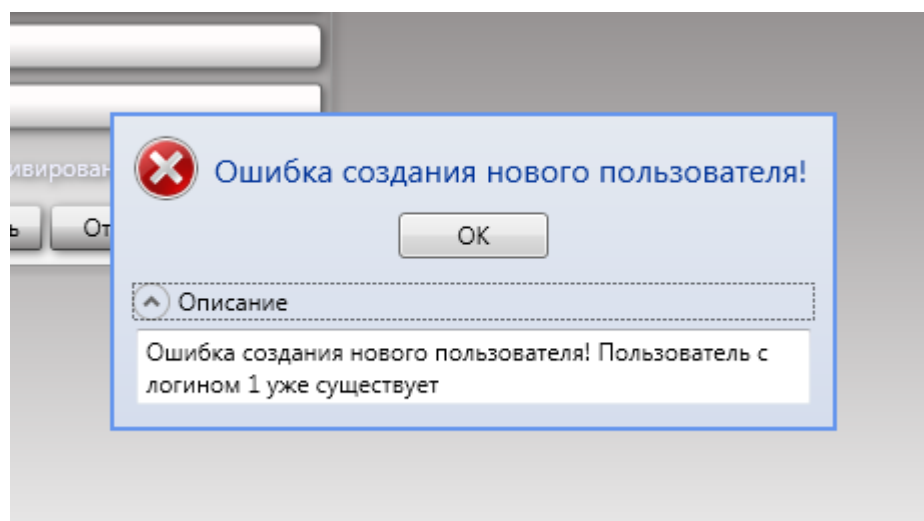 Ошибка создания нового пользователя!
OK
Описание
Ошибка создания нового пользователя! Пользователь с
логином 1 уже существует